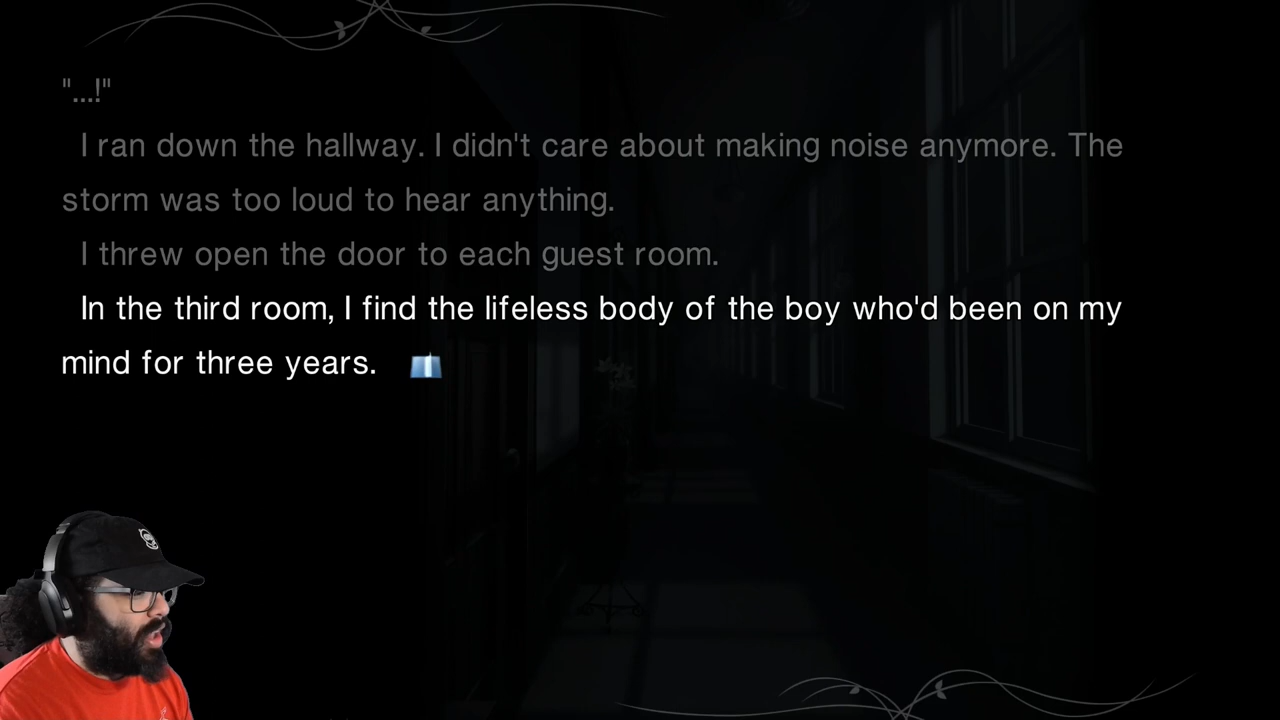 "...!"
I ran down the hallway. I didn't care about making noise anymore. The
storm was too loud to hear anything.
I threw open the door to each guest room.
In the third room, I find the lifeless body of the boy who'd been on my
mind for three years.